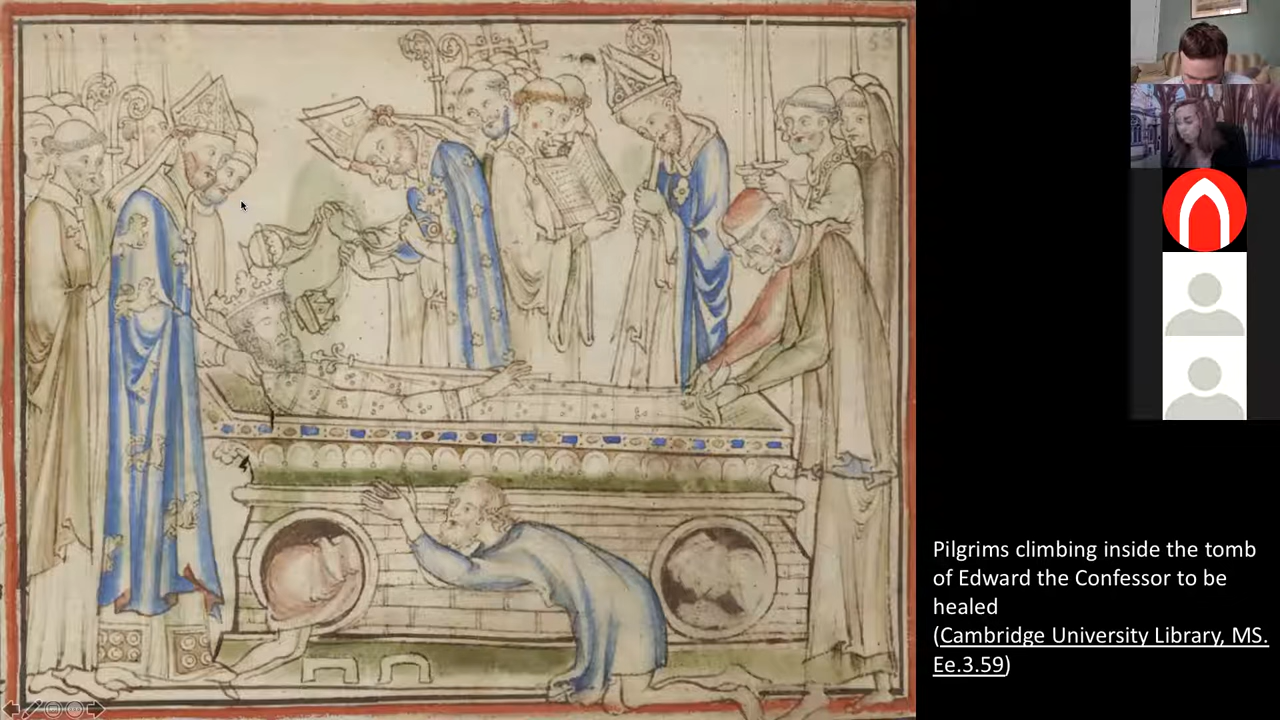 55
Pilgrims climbing inside the tomb
of Edward the Confessor to be
healed
(Cambridge University Library, MS.
Ee.3.59)